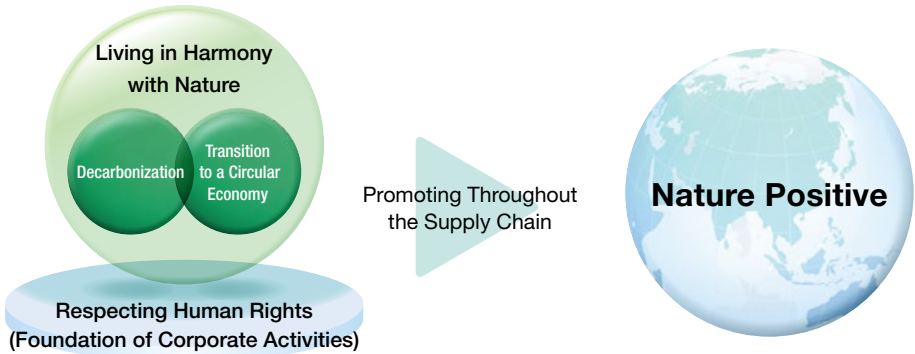 Living in Harmony
with Nature
Decarbonization
Transition
to a Circular
Economy
Respecting Human Rights
(Foundation of Corporate Activities)
Promoting Throughout
the Supply Chain
Nature Positive